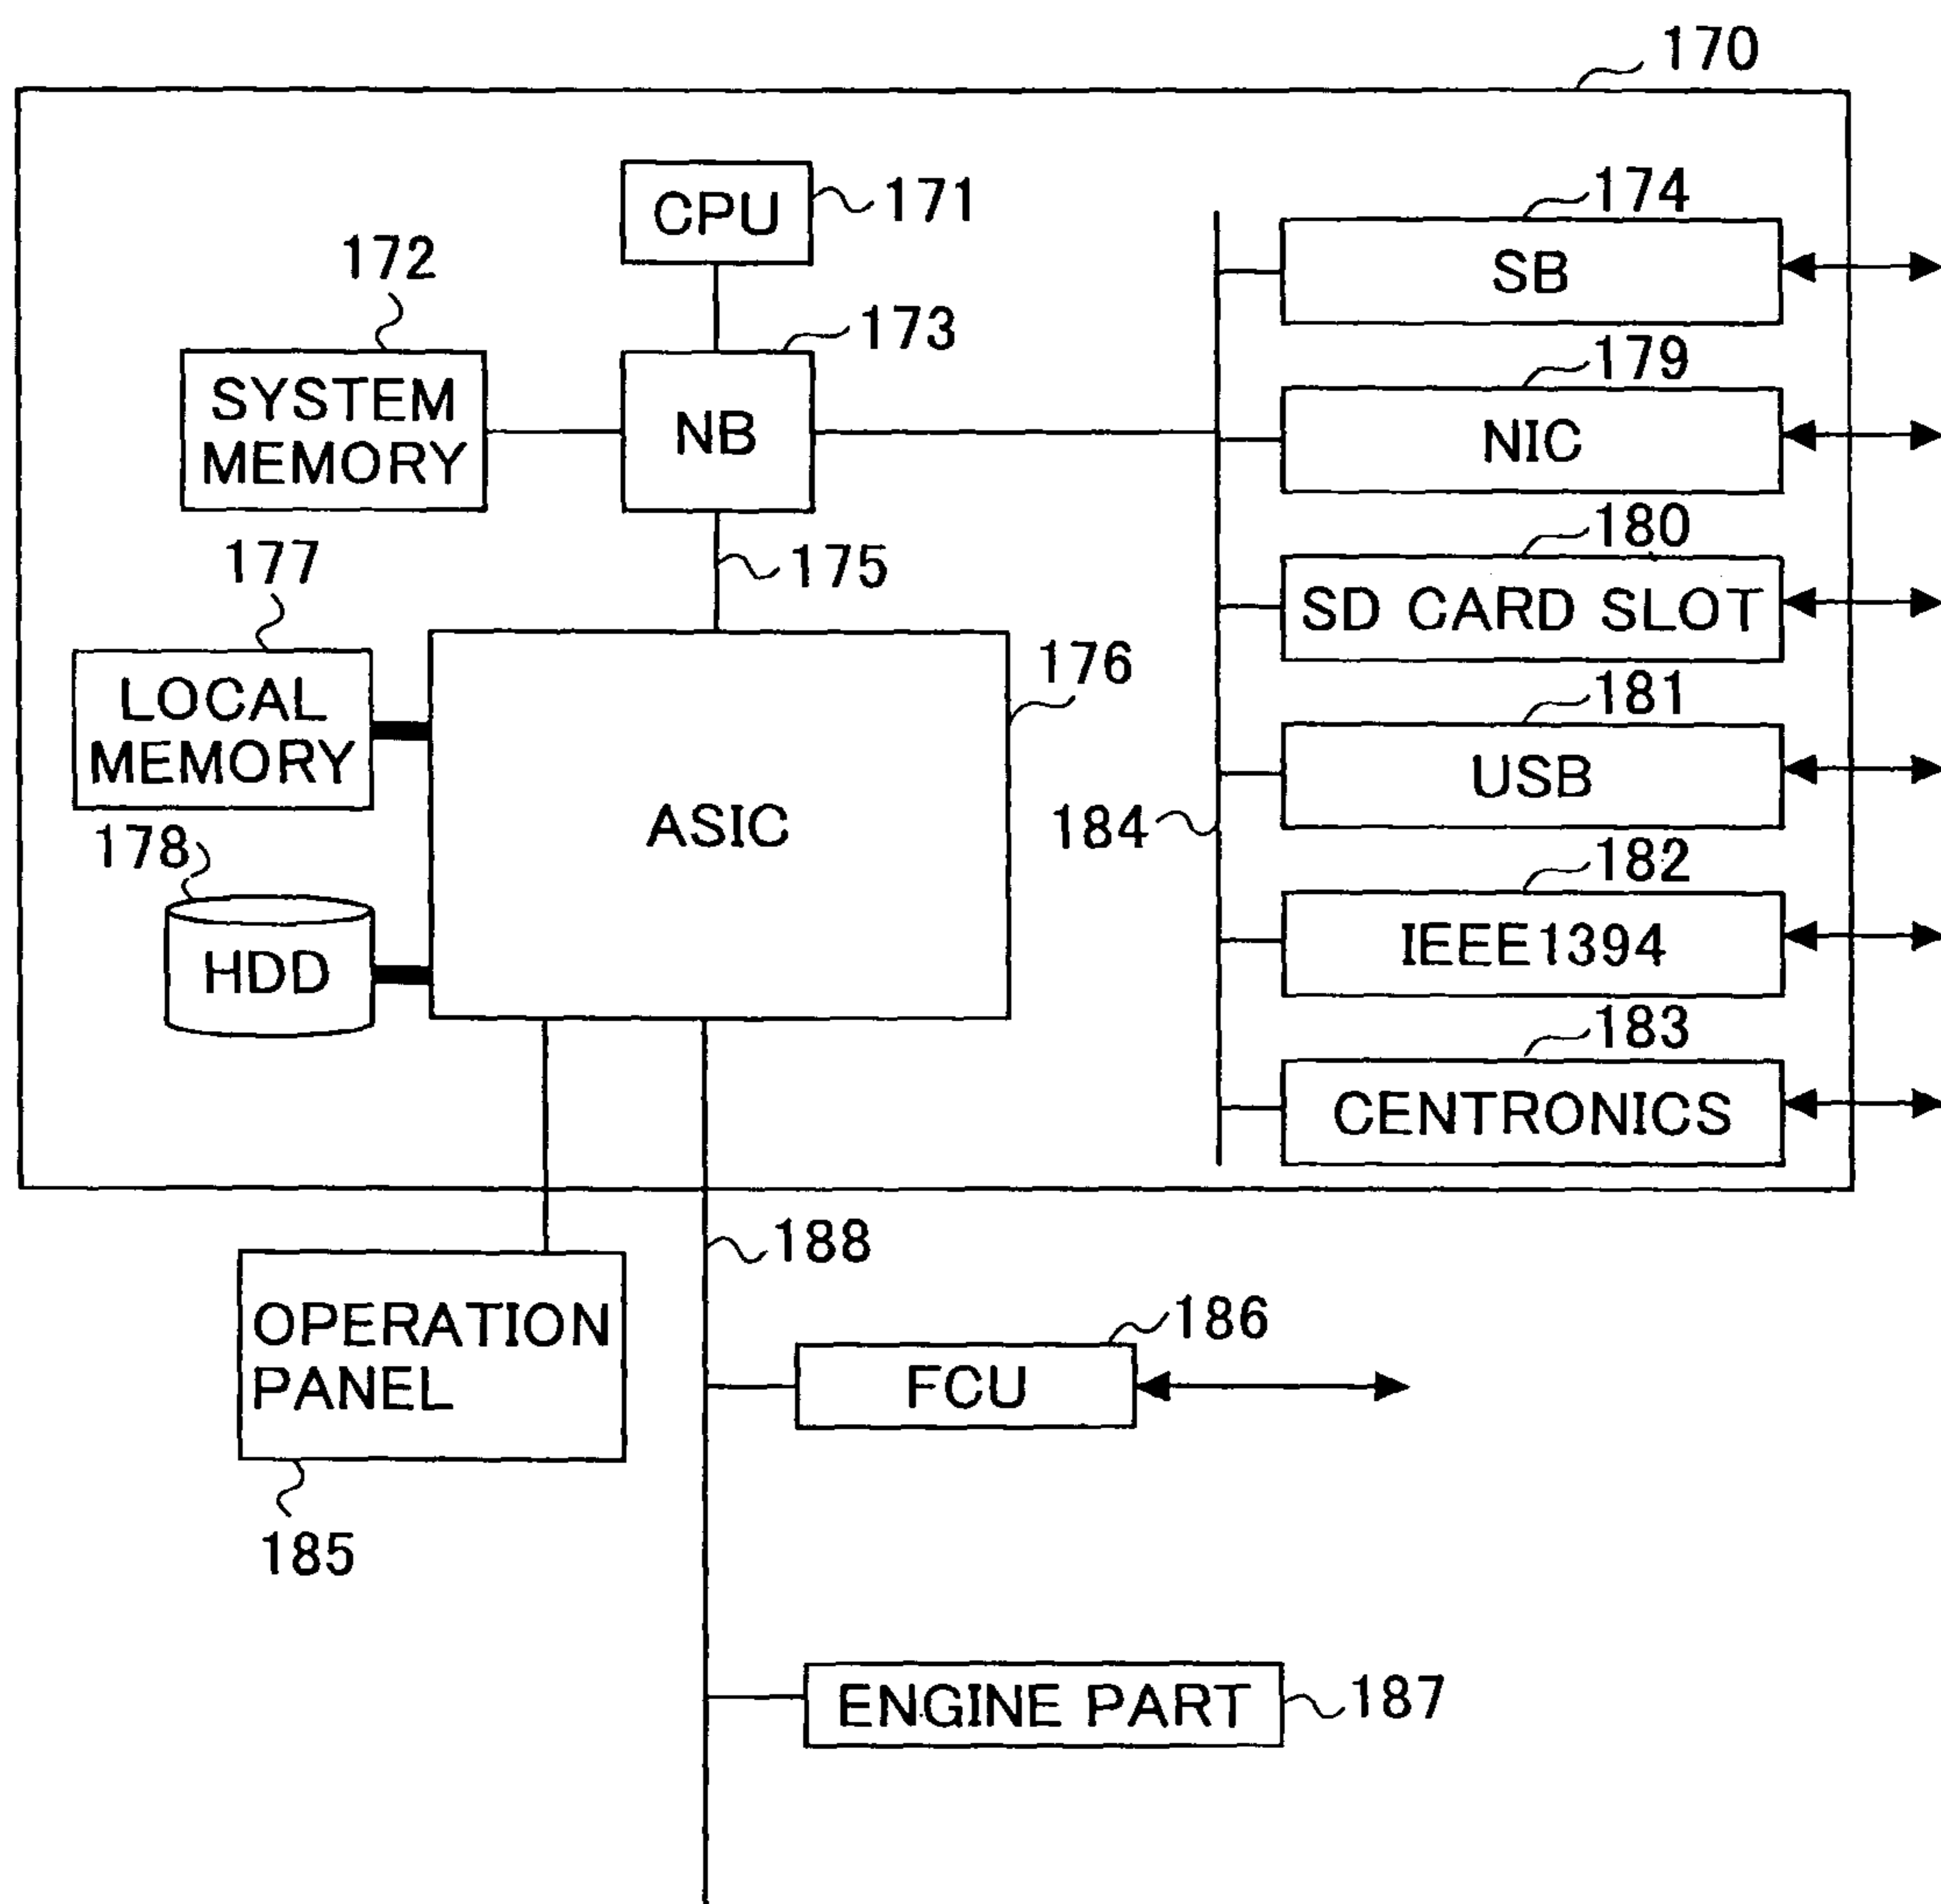 170
CPU
171
174
SB
172
SYSTEM
MEMORY
173
NB
179
NIC
175
180
SD CARD SLOT
177
LOCAL
MEMORY
176
ASIC
181
USB
184
178
HDD
182
IEEE1394
183
CENTRONICS
188
OPERATION
PANEL
185
186
FCU
ENGINE PART
187